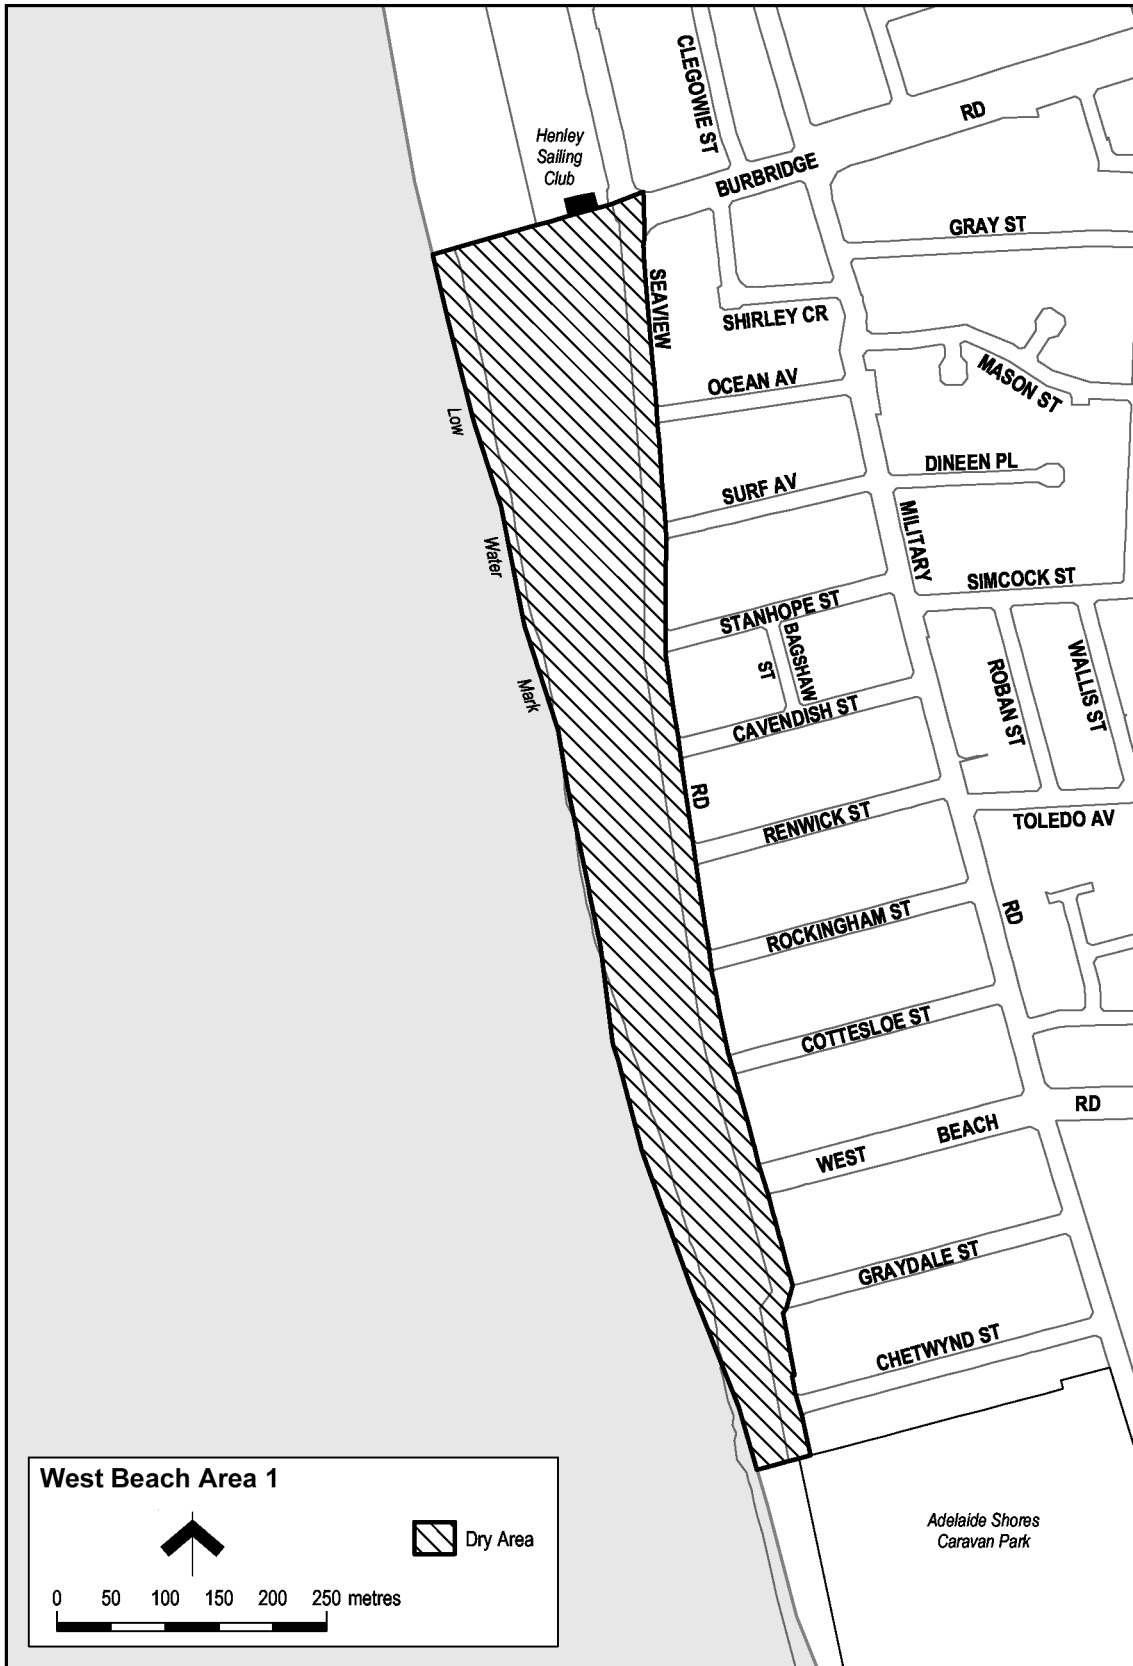 CLEGOWIE ST
RD
Henley
Sailing
Club
BURBRIDGE
GRAY ST
SEAVIEW
SHIRLEY CR
OCEAN AV
MASON ST
Low
DINEEN PL
SURF AV
MILITARY
Water
SIMCOCK ST
STANHOPE ST
BAGSHAW
ST
ROBAN ST
WALLIS ST
Mark
CAVENDISH ST
RD
RENWICK ST
TOLEDO AV
ROCKINGHAM ST
RD
COTTESLOE ST
RD
WEST BEACH
GRAYDALE ST
CHETWYND ST
West Beach Area 1
Dry Area
0 50 100 150 200 250 metres
Adelaide Shores
Caravan Park